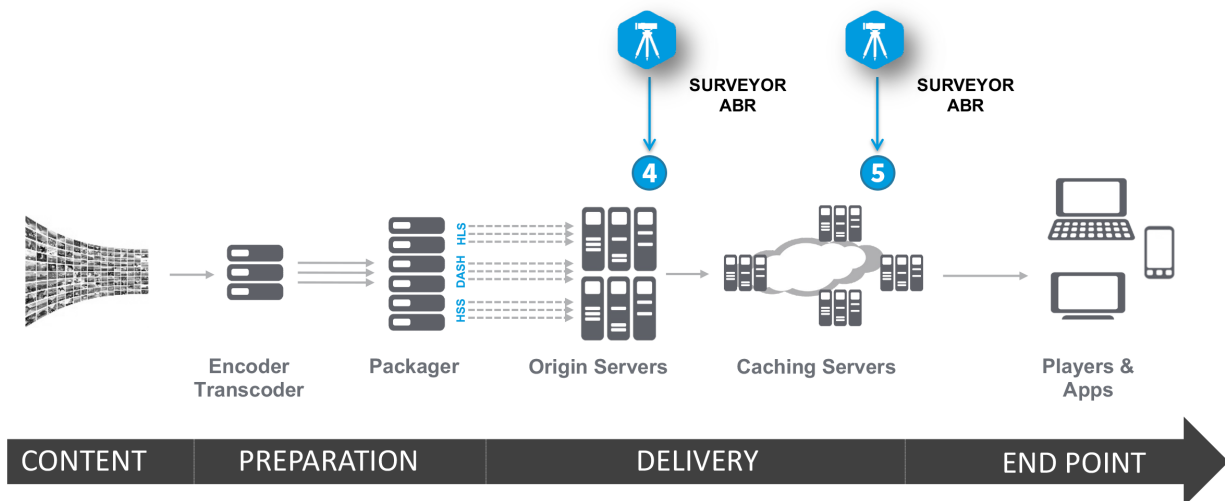 SURVEYOR
ABR
SURVEYOR
ABR
4
5
HLS
DASH
HSS
Encoder
Transcoder
Packager
Origin Servers
Caching Servers
Players &
Apps
CONTENT
PREPARATION
DELIVERY
END POINT